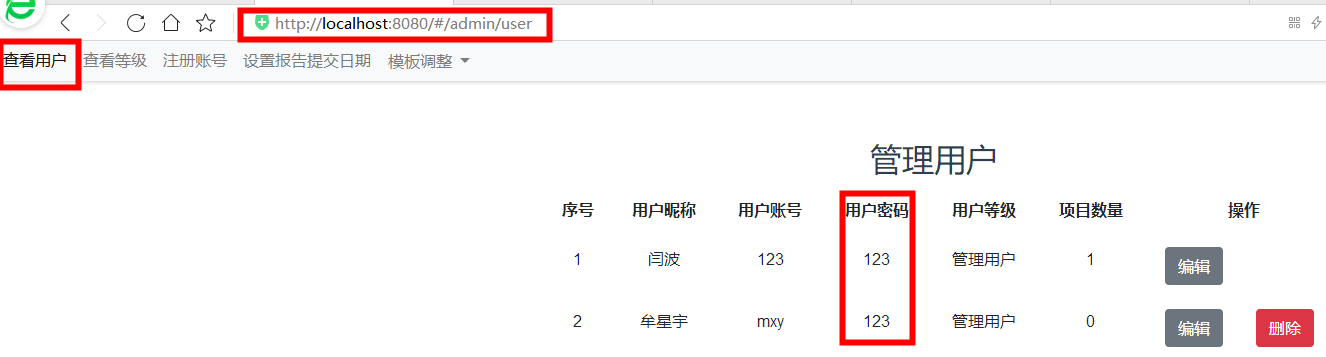 http://localhost:8080/#/admin/user
查看用户 查看等级 注册账号 设置报告提交日期 模板调整
管理用户
序号 用户昵称 用户账号 用户密码 用户等级 项目数量 操作
1 闫波 123 123 管理用户 1 编辑
2 牟星宇 mxy 123 管理用户 0 编辑 删除